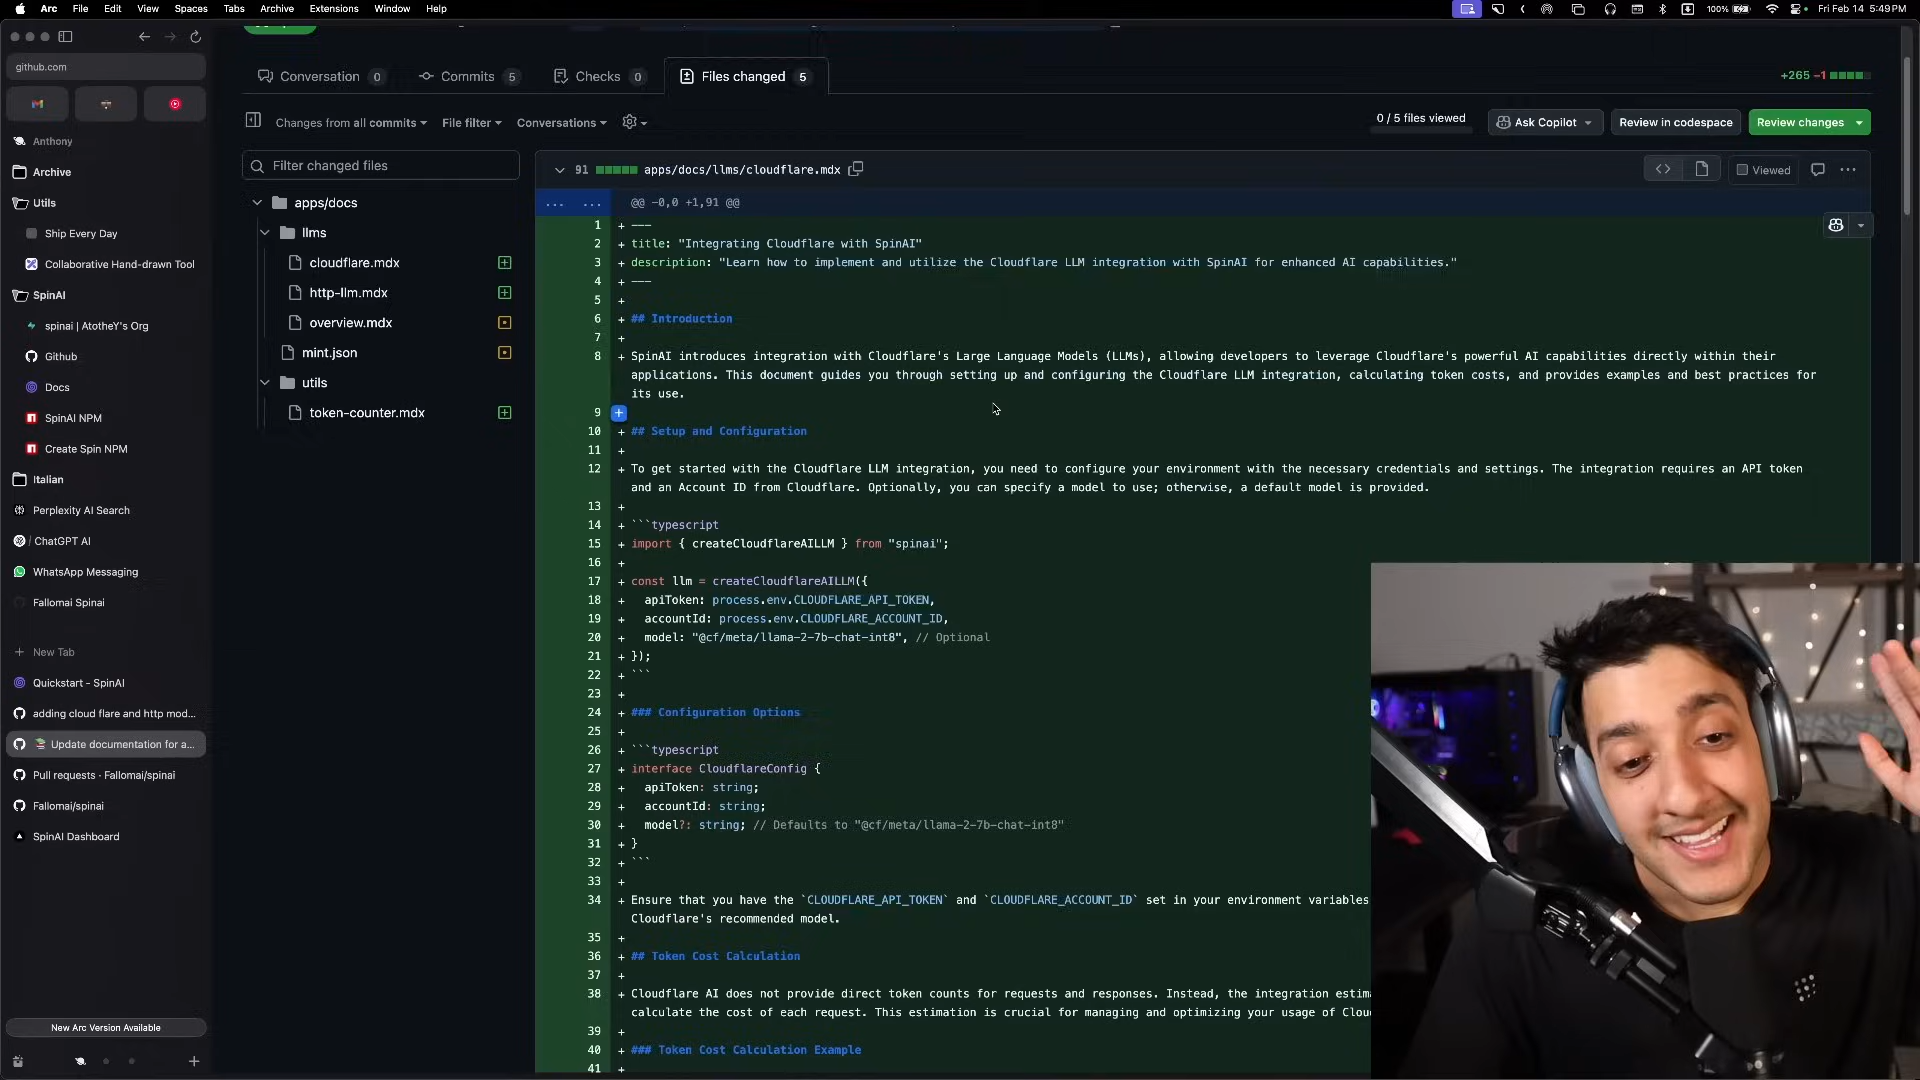 Arc File Edit View Spaces Tabs Archive Extensions Window Help
100% Fri Feb 14 5:49 PM
github.com
Anthony
Archive
Utils
Ship Every Day
Collaborative Hand-drawn Tool
SpinAI
spinai | AtotheY's Org
Github
Docs
SpinAI NPM
Create Spin NPM
Italian
Perplexity AI Search
/ ChatGPT AI
WhatsApp Messaging
Fallomai Spinai
+ New Tab
Quickstart - SpinAI
adding cloud flare and http mod...
Update documentation for a...
Pull requests · Fallomai/spinai
Fallomai/spinai
SpinAI Dashboard
New Arc Version Available
Conversation 0 Commits 5 Checks 0 Files changed 5
+265 −1
Changes from all commits File filter Conversations
0 / 5 files viewed Ask Copilot Review in codespace Review changes
Filter changed files
apps/docs
llms
cloudflare.mdx
http-llm.mdx
overview.mdx
mint.json
utils
token-counter.mdx
91 apps/docs/llms/cloudflare.mdx Viewed
... ... @@ -0,0 +1,91 @@
1 + ---
2 + title: "Integrating Cloudflare with SpinAI"
3 + description: "Learn how to implement and utilize the Cloudflare LLM integration with SpinAI for enhanced AI capabilities."
4 + ---
5 +
6 + ## Introduction
7 +
8 + SpinAI introduces integration with Cloudflare's Large Language Models (LLMs), allowing developers to leverage Cloudflare's powerful AI capabilities directly within their
applications. This document guides you through setting up and configuring the Cloudflare LLM integration, calculating token costs, and provides examples and best practices for
its use.
9 +
10 + ## Setup and Configuration
11 +
12 + To get started with the Cloudflare LLM integration, you need to configure your environment with the necessary credentials and settings. The integration requires an API token
and an Account ID from Cloudflare. Optionally, you can specify a model to use; otherwise, a default model is provided.
13 +
14 + ```typescript
15 + import { createCloudflareAILLM } from "spinai";
16 +
17 + const llm = createCloudflareAILLM({
18 + apiToken: process.env.CLOUDFLARE_API_TOKEN,
19 + accountId: process.env.CLOUDFLARE_ACCOUNT_ID,
20 + model: "@cf/meta/llama-2-7b-chat-int8", // Optional
21 + });
22 + ```
23 +
24 + ### Configuration Options
25 +
26 + ```typescript
27 + interface CloudflareConfig {
28 + apiToken: string;
29 + accountId: string;
30 + model?: string; // Defaults to "@cf/meta/llama-2-7b-chat-int8"
31 + }
32 + ```
33 +
34 + Ensure that you have the `CLOUDFLARE_API_TOKEN` and `CLOUDFLARE_ACCOUNT_ID` set in your environment variables
Cloudflare's recommended model.
35 +
36 + ## Token Cost Calculation
37 +
38 + Cloudflare AI does not provide direct token counts for requests and responses. Instead, the integration estima
calculate the cost of each request. This estimation is crucial for managing and optimizing your usage of Clou
39 +
40 + ### Token Cost Calculation Example
41 +